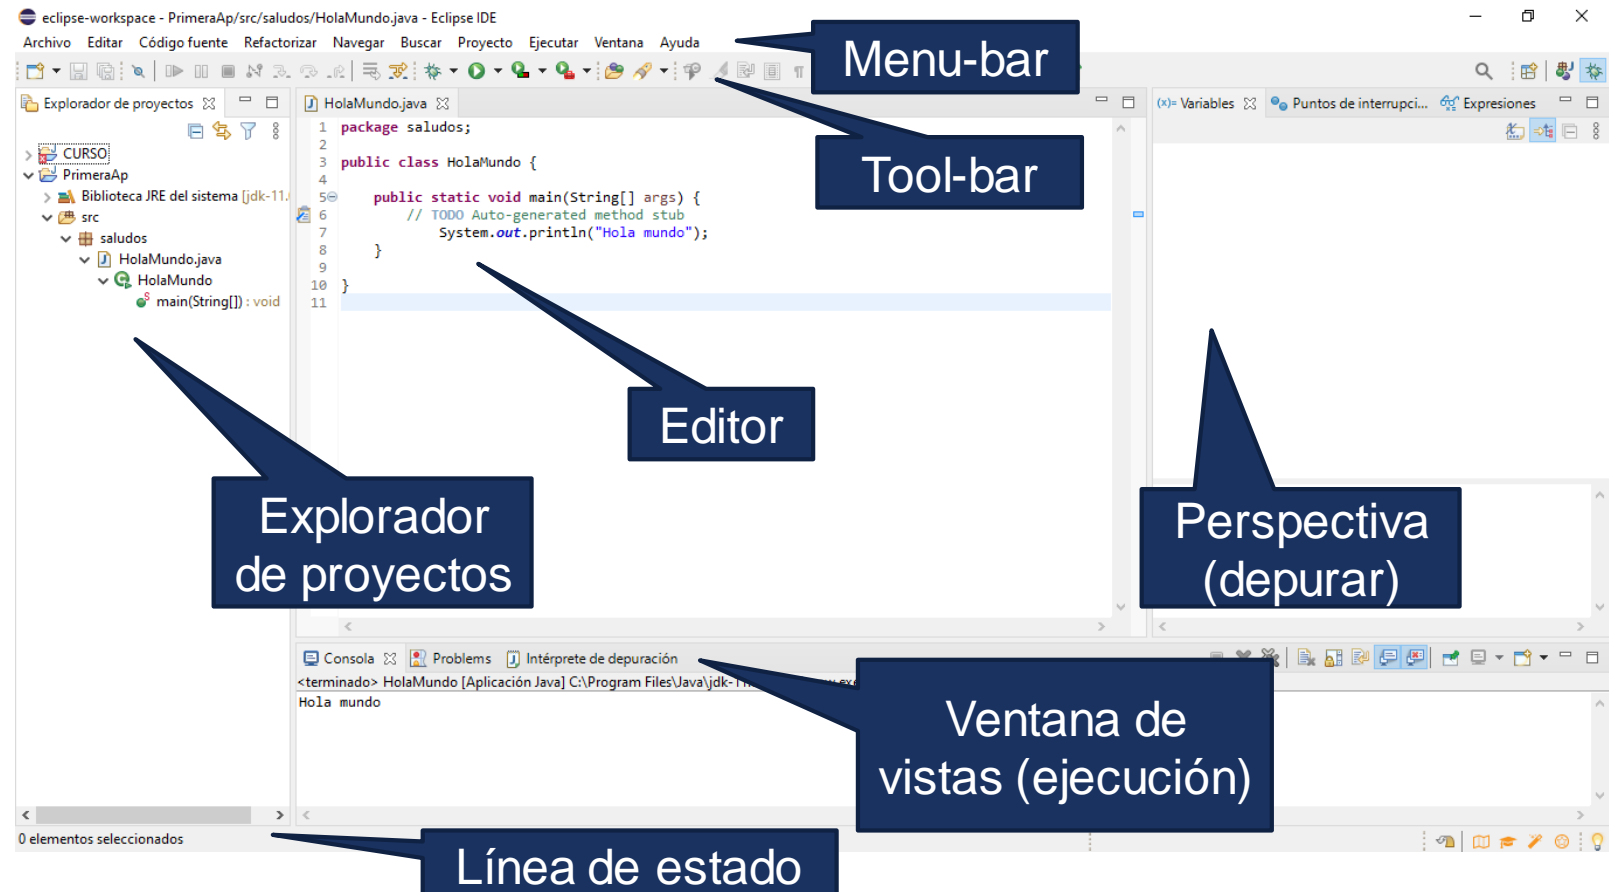 eclipse-workspace - PrimeraAp/src/saludos/HolaMundo.java - Eclipse IDE
Archivo Editar Código fuente Refactorizar Navegar Buscar Proyecto Ejecutar Ventana Ayuda
Menu-bar
Explorador de proyectos
HolaMundo.java
(x)= Variables
Puntos de interrupci...
Expresiones
Tool-bar
CURSO
PrimeraAp
Biblioteca JRE del sistema [jdk-11.
src
saludos
HolaMundo.java
HolaMundo
main(String[]) : void
1 package saludos;
2
3 public class HolaMundo {
4
5 public static void main(String[] args) {
6 // TODO Auto-generated method stub
7 System.out.println("Hola mundo");
8 }
9
10 }
11
Editor
Explorador
de proyectos
Perspectiva
(depurar)
Consola Problems Intérprete de depuración
<terminado> HolaMundo [Aplicación Java] C:\Program Files\Java\jdk-11
Hola mundo
Ventana de
vistas (ejecución)
0 elementos seleccionados
Línea de estado